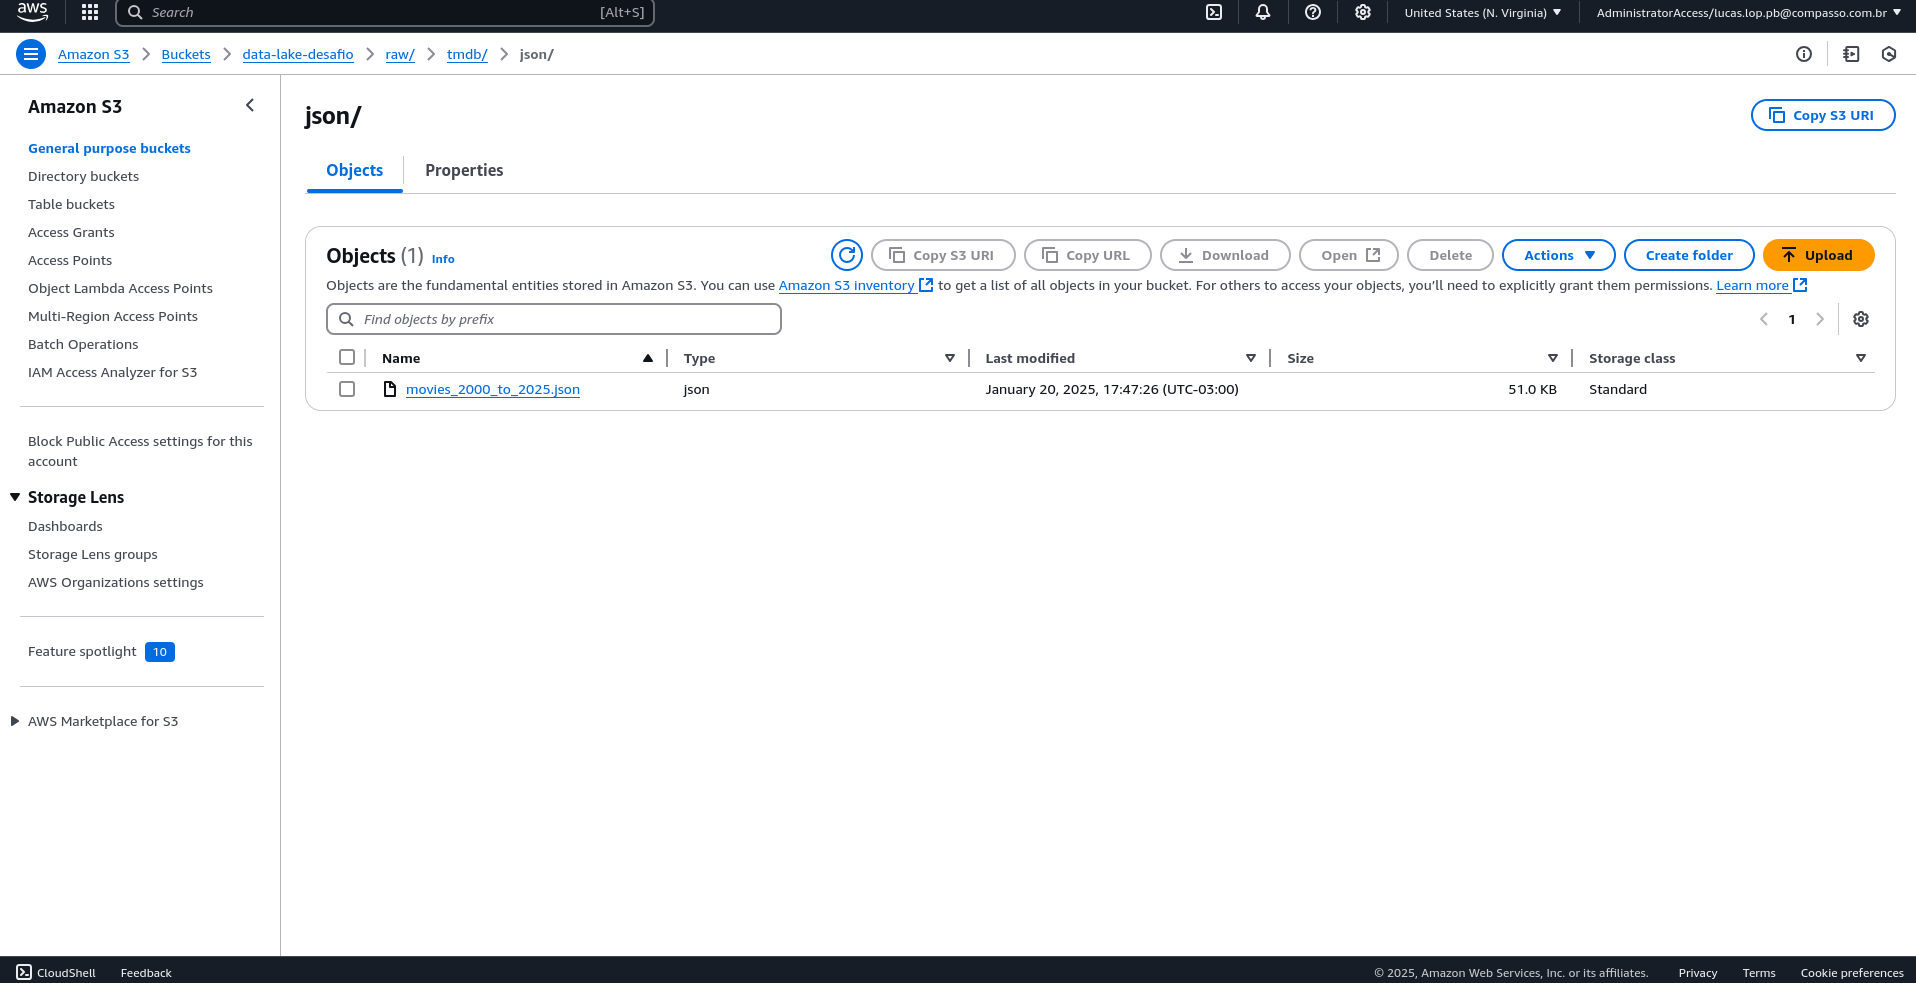 aws
Search [Alt+S]
United States (N. Virginia)
AdministratorAccess/lucas.lop.pb@compasso.com.br
Amazon S3 Buckets data-lake-desafio raw/ tmdb/ json/
Amazon S3
General purpose buckets
Directory buckets
Table buckets
Access Grants
Access Points
Object Lambda Access Points
Multi-Region Access Points
Batch Operations
IAM Access Analyzer for S3
Block Public Access settings for this
account
Storage Lens
Dashboards
Storage Lens groups
AWS Organizations settings
Feature spotlight 10
AWS Marketplace for S3
json/
Copy S3 URI
Objects Properties
Objects (1) Info
Copy S3 URI Copy URL Download Open Delete Actions Create folder Upload
Objects are the fundamental entities stored in Amazon S3. You can use Amazon S3 inventory to get a list of all objects in your bucket. For others to access your objects, you'll need to explicitly grant them permissions. Learn more
Find objects by prefix
1
Name Type Last modified Size Storage class
movies_2000_to_2025.json json January 20, 2025, 17:47:26 (UTC-03:00) 51.0 KB Standard
CloudShell Feedback
© 2025, Amazon Web Services, Inc. or its affiliates. Privacy Terms Cookie preferences